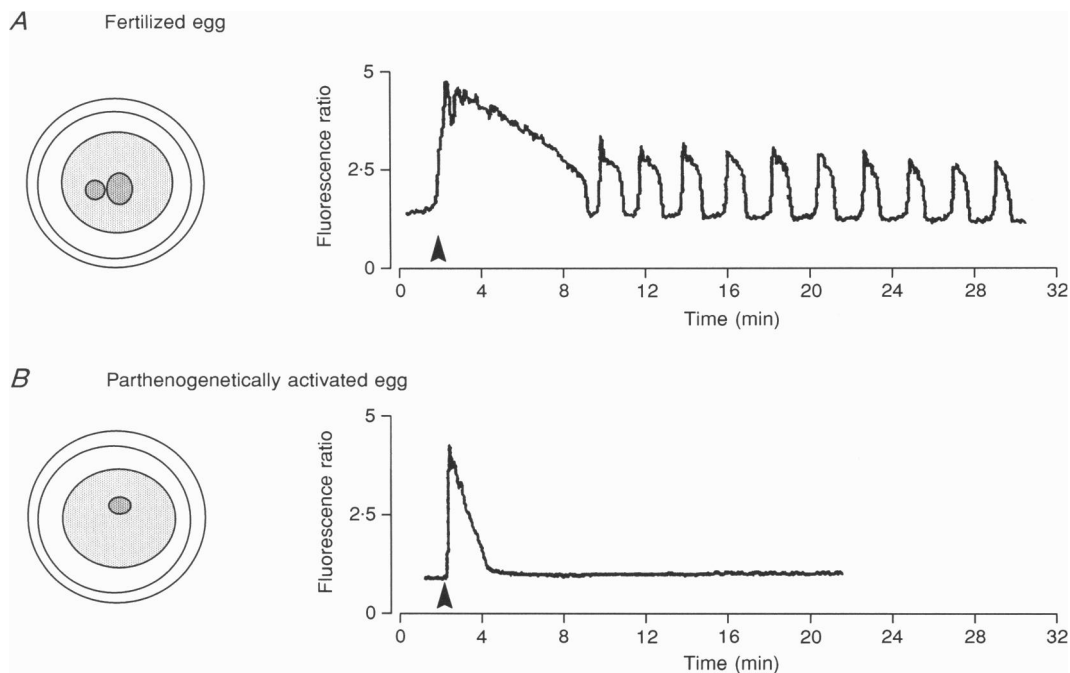 A Fertilized egg
5
2·5
0
Fluorescence ratio
0 4 8 12 16 20 24 28 32
Time (min)
B Parthenogenetically activated egg
5
2·5
0
Fluorescence ratio
0 4 8 12 16 20 24 28 32
Time (min)